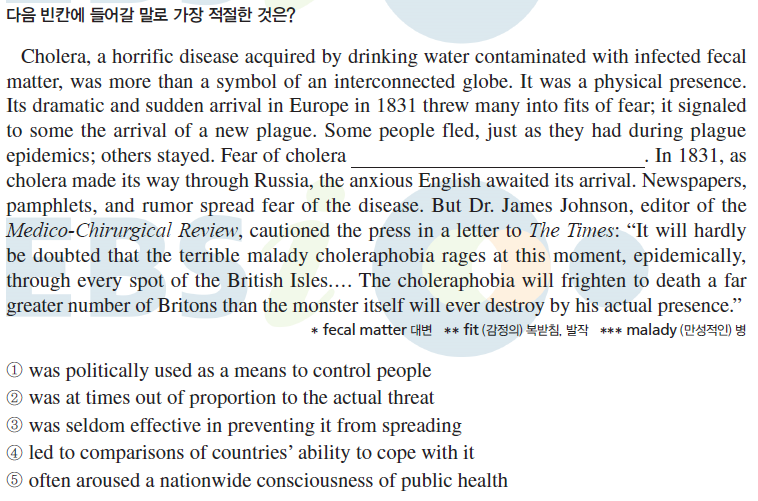 다음 빈칸에 들어갈 말로 가장 적절한 것은?
Cholera, a horrific disease acquired by drinking water contaminated with infected fecal
matter, was more than a symbol of an interconnected globe. It was a physical presence.
Its dramatic and sudden arrival in Europe in 1831 threw many into fits of fear; it signaled
to some the arrival of a new plague. Some people fled, just as they had during plague
epidemics; others stayed. Fear of cholera ______________________________. In 1831, as
cholera made its way through Russia, the anxious English awaited its arrival. Newspapers,
pamphlets, and rumor spread fear of the disease. But Dr. James Johnson, editor of the
Medico-Chirurgical Review, cautioned the press in a letter to The Times: “It will hardly
be doubted that the terrible malady choleraphobia rages at this moment, epidemically,
through every spot of the British Isles.… The choleraphobia will frighten to death a far
greater number of Britons than the monster itself will ever destroy by his actual presence.”
* fecal matter 대변 ** fit (감정의) 복받침, 발작 *** malady (만성적인) 병
① was politically used as a means to control people
② was at times out of proportion to the actual threat
③ was seldom effective in preventing it from spreading
④ led to comparisons of countries’ ability to cope with it
⑤ often aroused a nationwide consciousness of public health